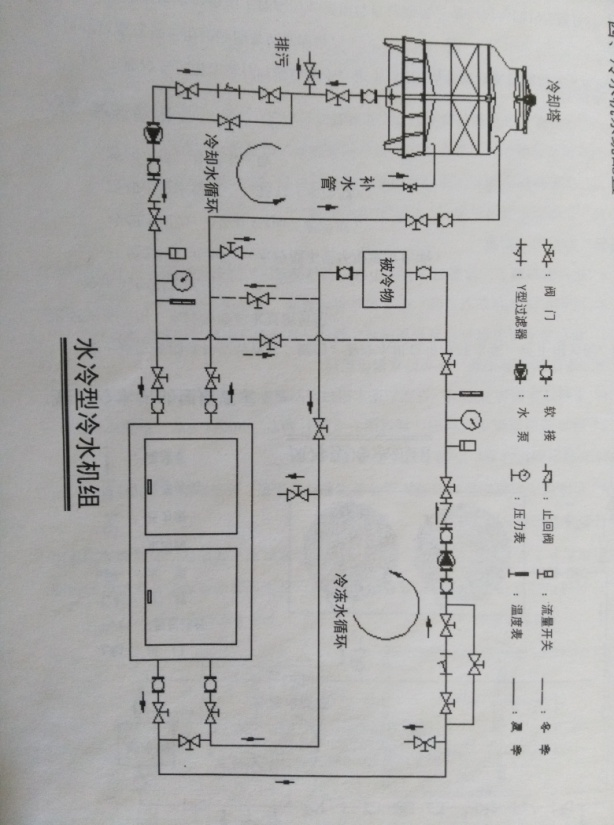 冷却塔
：阀 门 ：软 接 ：止回阀 ：流量开关 ：冬 季
：Y型过滤器 ：水 泵 ：压力表 ：温度表 ：夏 季
被冷物
补水管
冷冻水循环
排污
冷却水循环
水冷型冷水机组